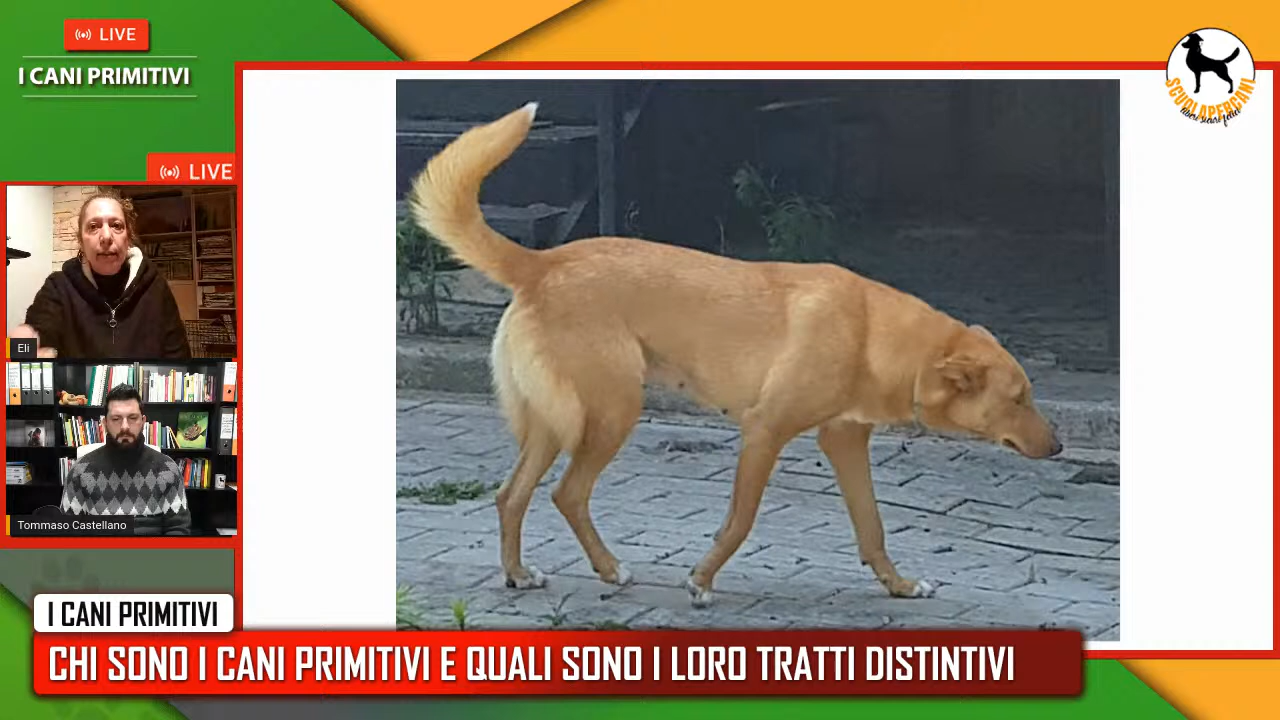 LIVE
I CANI PRIMITIVI
SCUOLAPERCANI
LIVE
Eli
Tommaso Castellano
I CANI PRIMITIVI
CHI SONO I CANI PRIMITIVI E QUALI SONO I LORO TRATTI DISTINTIVI